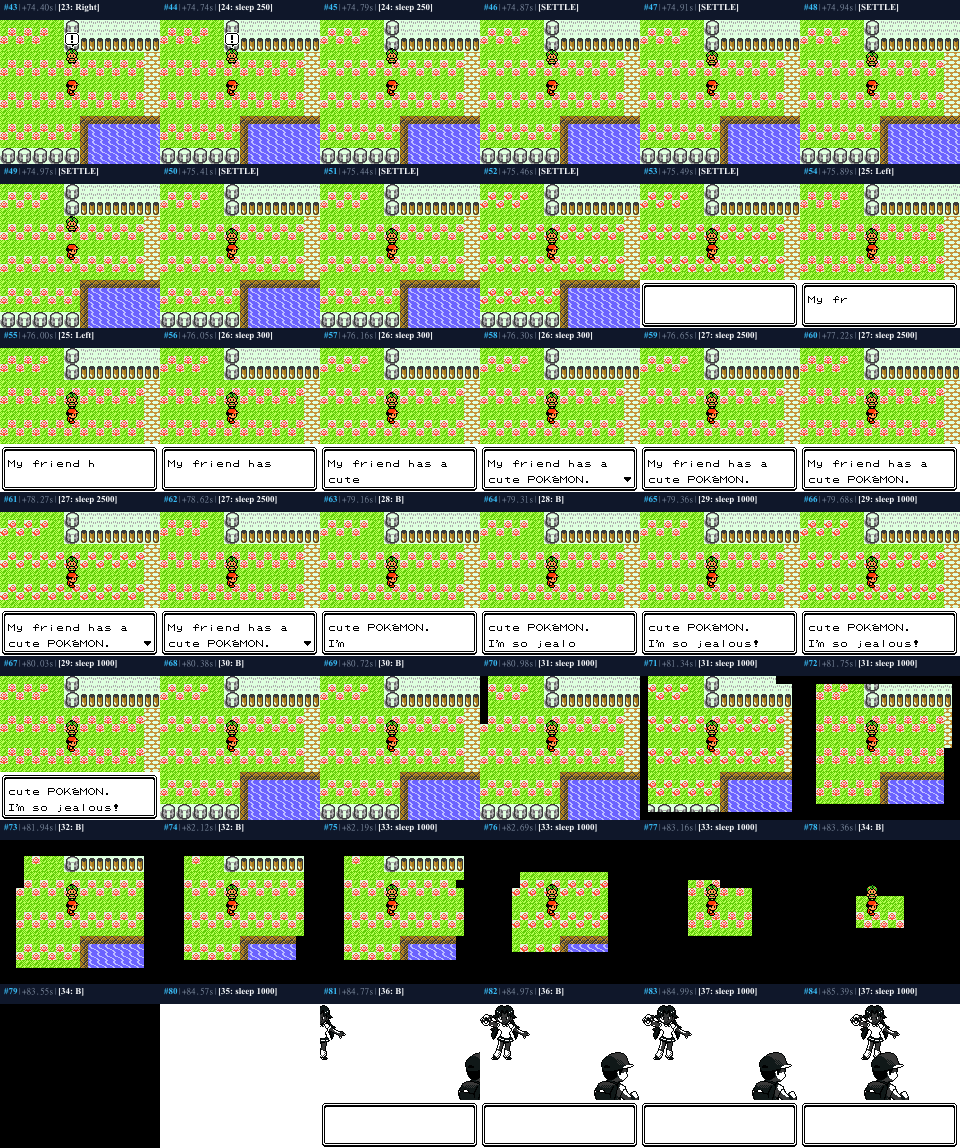 #43|+74.40s| [23: Right]
#44|+74.74s| [24: sleep 250]
#45|+74.79s| [24: sleep 250]
#46|+74.87s| [SETTLE]
#47|+74.91s| [SETTLE]
#48|+74.94s| [SETTLE]
!
!
#49|+74.97s| [SETTLE]
#50|+75.41s| [SETTLE]
#51|+75.44s| [SETTLE]
#52|+75.46s| [SETTLE]
#53|+75.49s| [SETTLE]
#54|+75.89s| [25: Left]
My fr
#55|+76.00s| [25: Left]
#56|+76.05s| [26: sleep 300]
#57|+76.16s| [26: sleep 300]
#58|+76.30s| [26: sleep 300]
#59|+76.65s| [27: sleep 2500]
#60|+77.22s| [27: sleep 2500]
My friend h
My friend has
My friend has a
cute
My friend has a
cute POKéMON.
My friend has a
cute POKéMON.
My friend has a
cute POKéMON.
#61|+78.27s| [27: sleep 2500]
#62|+78.62s| [27: sleep 2500]
#63|+79.16s| [28: B]
#64|+79.31s| [28: B]
#65|+79.36s| [29: sleep 1000]
#66|+79.68s| [29: sleep 1000]
My friend has a
cute POKéMON.
My friend has a
cute POKéMON.
cute POKéMON.
I'm
cute POKéMON.
I'm so jealo
cute POKéMON.
I'm so jealous!
cute POKéMON.
I'm so jealous!
#67|+80.03s| [29: sleep 1000]
#68|+80.38s| [30: B]
#69|+80.72s| [30: B]
#70|+80.98s| [31: sleep 1000]
#71|+81.34s| [31: sleep 1000]
#72|+81.75s| [31: sleep 1000]
cute POKéMON.
I'm so jealous!
#73|+81.94s| [32: B]
#74|+82.12s| [32: B]
#75|+82.19s| [33: sleep 1000]
#76|+82.69s| [33: sleep 1000]
#77|+83.16s| [33: sleep 1000]
#78|+83.36s| [34: B]
#79|+83.55s| [34: B]
#80|+84.57s| [35: sleep 1000]
#81|+84.77s| [36: B]
#82|+84.97s| [36: B]
#83|+84.99s| [37: sleep 1000]
#84|+85.39s| [37: sleep 1000]